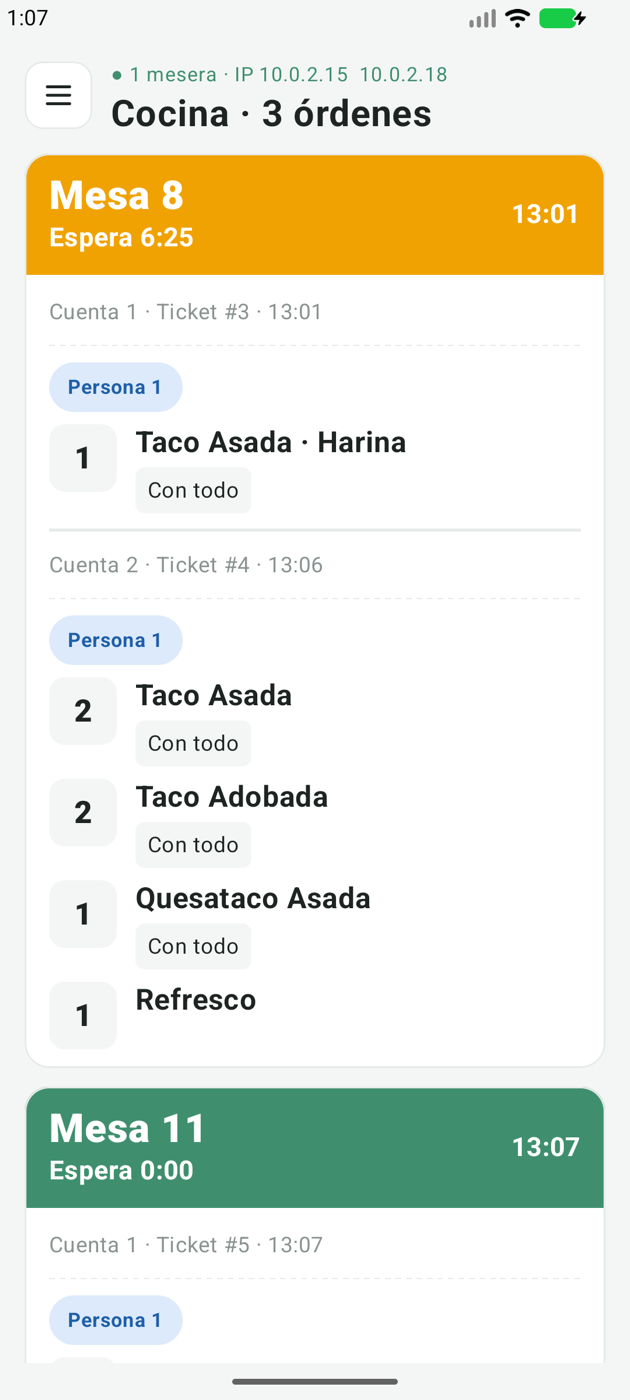 1:07
● 1 mesera · IP 10.0.2.15 10.0.2.18
Cocina · 3 órdenes
Mesa 8
Espera 6:25
13:01
Cuenta 1 · Ticket #3 · 13:01
Persona 1
1
Taco Asada · Harina
Con todo
Cuenta 2 · Ticket #4 · 13:06
Persona 1
2
Taco Asada
Con todo
2
Taco Adobada
Con todo
1
Quesataco Asada
Con todo
1
Refresco
Mesa 11
Espera 0:00
13:07
Cuenta 1 · Ticket #5 · 13:07
Persona 1